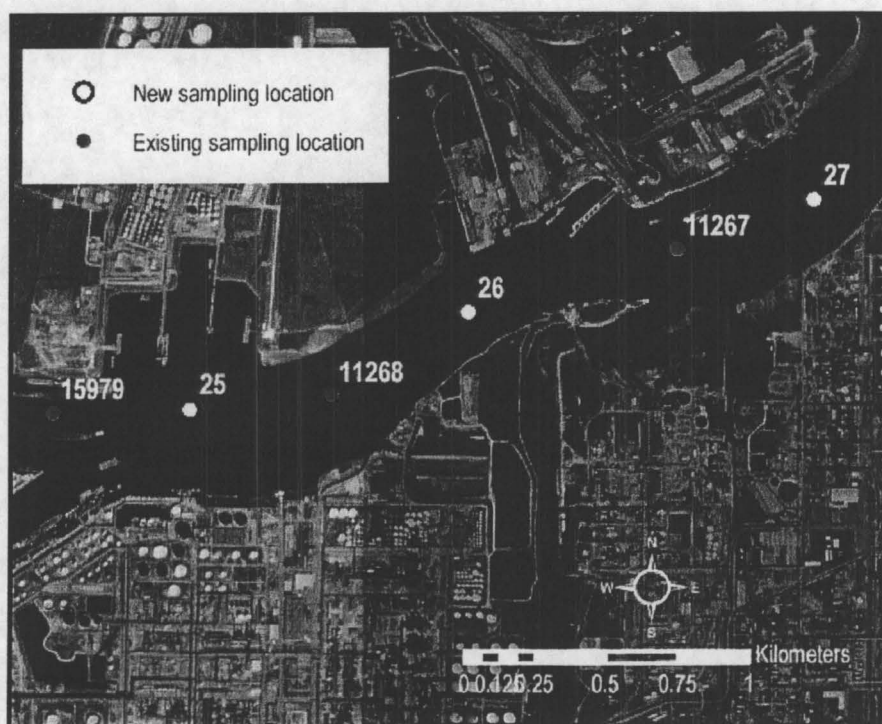 New sampling location
Existing sampling location
27
11267
26
15979
25
11268
N
W E
S
Kilometers
0 0.125 0.25 0.5 0.75 1